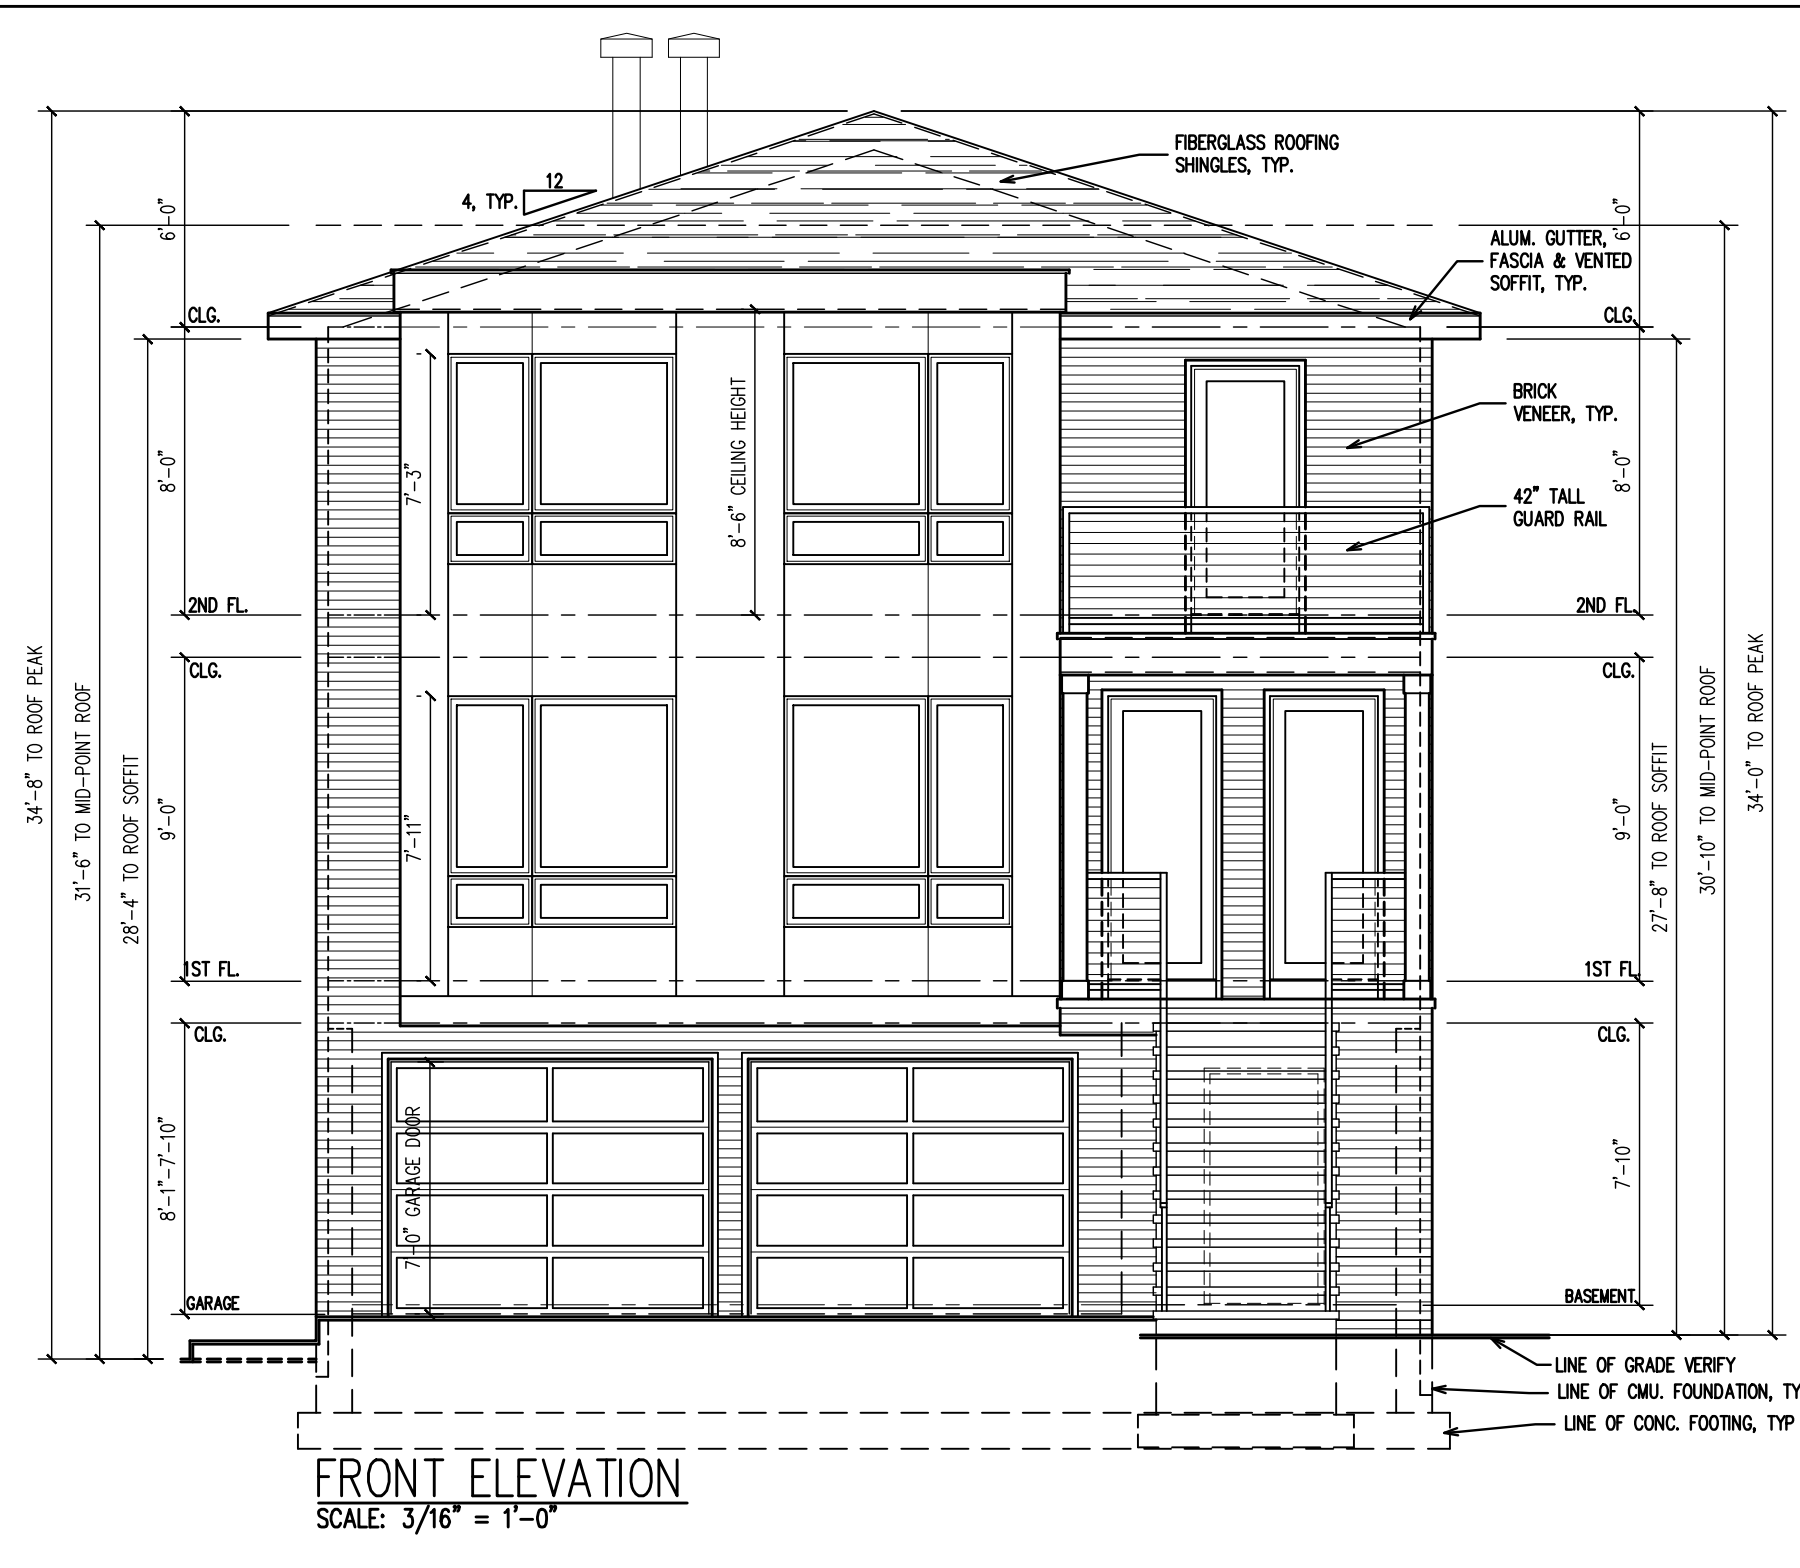 FIBERGLASS ROOFING
SHINGLES, TYP.
12
4, TYP.
6'-0"
6'-0"
ALUM. GUTTER,
FASCIA & VENTED
SOFFIT, TYP.
CLG.
CLG.
BRICK
VENEER, TYP.
8'-0"
7'-3"
8'-6" CEILING HEIGHT
8'-0"
42" TALL
GUARD RAIL
2ND FL.
2ND FL.
CLG.
CLG.
34'-8" TO ROOF PEAK
31'-6" TO MID-POINT ROOF
28'-4" TO ROOF SOFFIT
9'-0"
7'-11"
9'-0"
27'-8" TO ROOF SOFFIT
30'-10" TO MID-POINT ROOF
34'-0" TO ROOF PEAK
1ST FL.
1ST FL.
CLG.
CLG.
8'-1"-7'-10"
7'-0" GARAGE DOOR
7'-10"
GARAGE
BASEMENT
LINE OF GRADE VERIFY
LINE OF CMU. FOUNDATION, TY
LINE OF CONC. FOOTING, TYP
FRONT ELEVATION
SCALE: 3/16" = 1'-0"